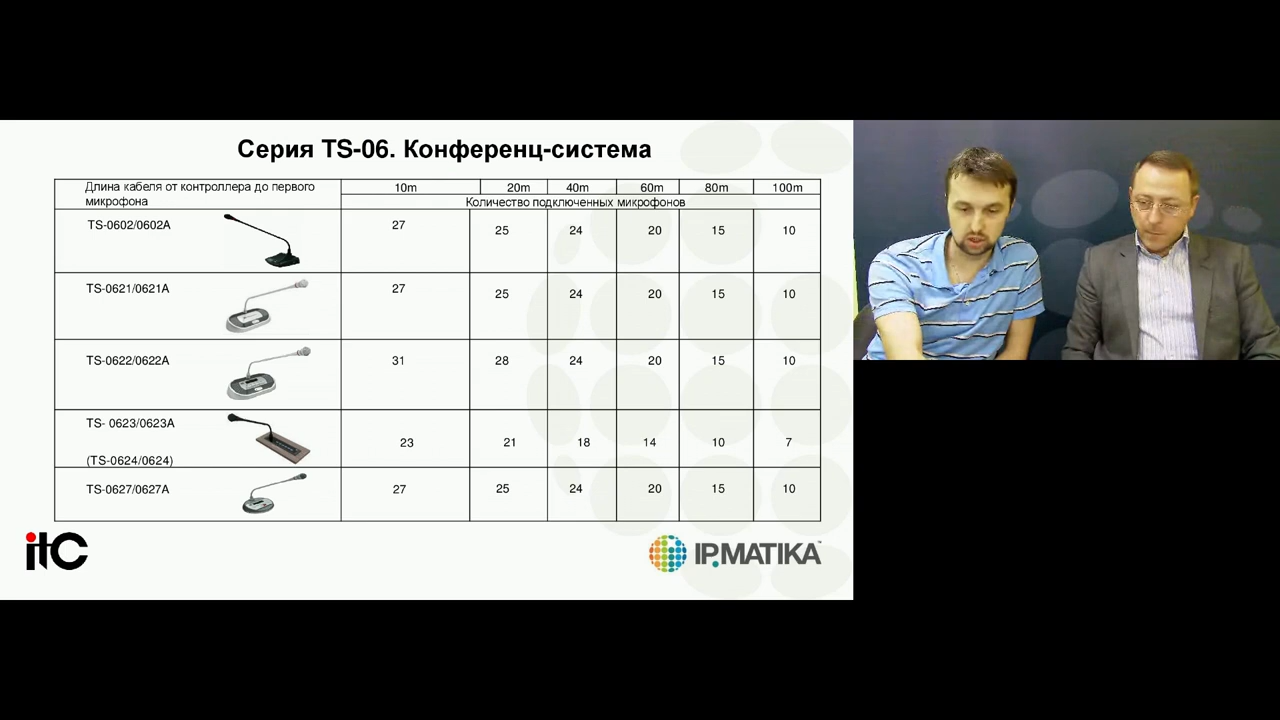 Серия TS-06. Конференц-система
Длина кабеля от контроллера до первого микрофона 10m 20m 40m 60m 80m 100m
Количество подключенных микрофонов
TS-0602/0602A 27 25 24 20 15 10
TS-0621/0621A 27 25 24 20 15 10
TS-0622/0622A 31 28 24 20 15 10
TS- 0623/0623A
(TS-0624/0624) 23 21 18 14 10 7
TS-0627/0627A 27 25 24 20 15 10
itC
IP.MATIKA™